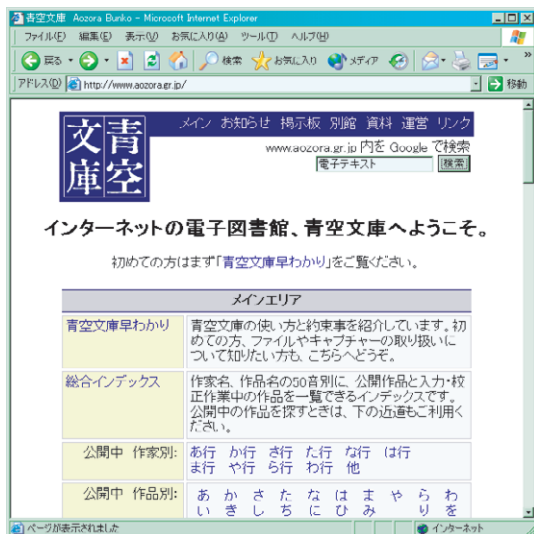 青空文庫 Aozora Bunko - Microsoft Internet Explorer
ファイル(F) 編集(E) 表示(V) お気に入り(A) ツール(T) ヘルプ(H)
戻る 検索 お気に入り メディア
アドレス(D) http://www.aozora.gr.jp/ 移動
青空文庫
メイン お知らせ 掲示板 別館 資料 運営 リンク
www.aozora.gr.jp 内を Google で検索
電子テキスト 検索
インターネットの電子図書館、青空文庫へようこそ。
初めての方はまず「青空文庫早わかり」をご覧ください。
メインエリア
青空文庫早わかり 青空文庫の使い方と約束事を紹介しています。初
めての方、ファイルやキャプチャーの取り扱いに
ついて知りたい方も、こちらへどうぞ。
総合インデックス 作家名、作品名の50音別に、公開作品と入力・校
正作業中の作品を一覧できるインデックスです。
公開中の作品を探すときは、下の近道もご利用く
ださい。
公開中 作家別: あ行 か行 さ行 た行 な行 は行
ま行 や行 ら行 わ行 他
公開中 作品別: あ か さ た な は ま や ら わ
い き し ち に ひ み り を
ページが表示されました インターネット